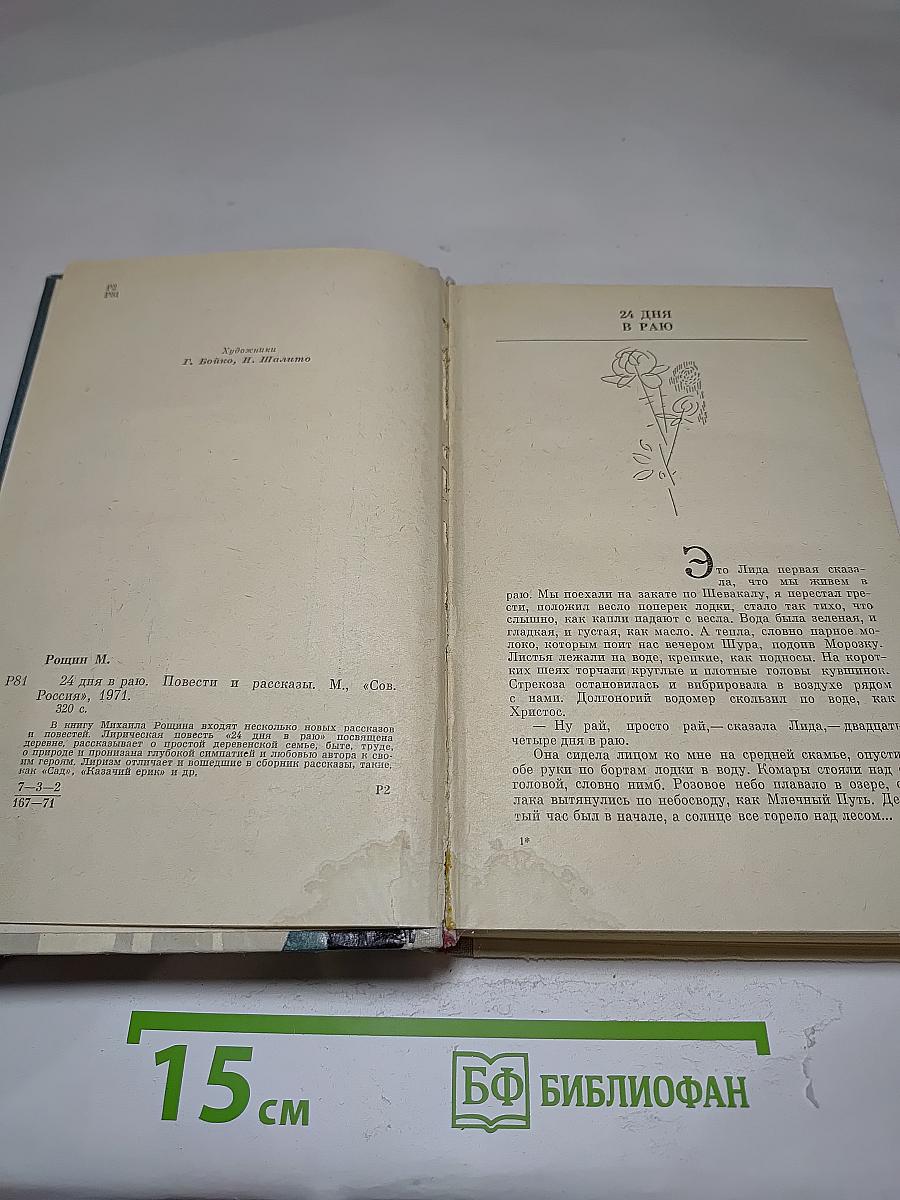 Р2
Р81
Художники
Г. Бойко, И. Шалито
Рощин М.
Р81 24 дня в раю. Повести и рассказы. М., «Сов.
Россия», 1971.
320 с.
В книгу Михаила Рощина входят несколько новых рассказов
и повестей. Лирическая повесть «24 дня в раю» посвящена
деревне, рассказывает о простой деревенской семье, быте, труде,
о природе и пронизана глубокой симпатией и любовью автора к сво-
им героям. Лиризм отличает и вошедшие в сборник рассказы, такие,
как «Сад», «Казачий ерик» и др.
7—3—2
167—71
Р2
24 ДНЯ
В РАЮ
Это Лида первая сказа-
ла, что мы живем в
раю. Мы поехали на закате по Шевакалу, я перестал гре-
сти, положил весло поперек лодки, стало так тихо, что
слышно, как капли падают с весла. Вода была зеленая, и
гладкая, и густая, как масло. А тепла, словно парное мо-
локо, которым поит нас вечером Шура, подоив Морозку.
Листья лежали на воде, крепкие, как подносы. На корот-
ких шеях торчали круглые и плотные головы кувшинок.
Стрекоза остановилась и вибрировала в воздухе рядом
с нами. Долгоногий водомер скользил по воде, как
Христос.
Ну рай, просто рай,— сказала Лида,— двадцать
четыре дня в раю.
Она сидела лицом ко мне на средней скамье, опусти
обе руки по бортам лодки в воду. Комары стояли над
головой, словно нимб. Розовое небо плавало в озере, о
лака вытянулись по небосводу, как Млечный Путь. Де
тый час был в начале, а солнце все горело над лесом...
1*
15 см
БФ БИБЛИОФАН